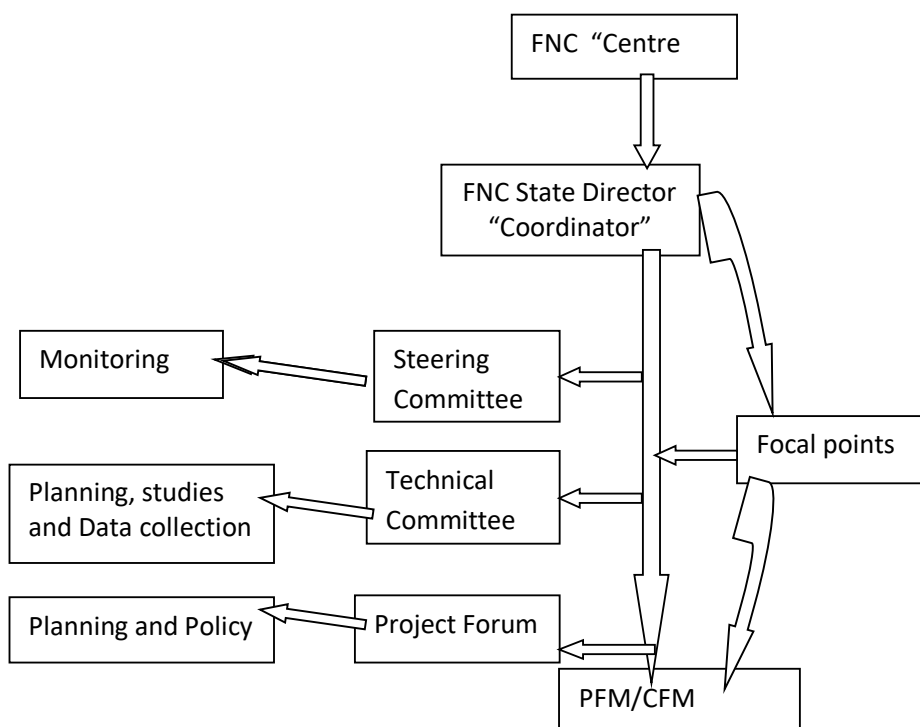 FNC “Centre
FNC State Director
“Coordinator”
Monitoring
Steering
Committee
Focal points
Planning, studies
and Data collection
Technical
Committee
Planning and Policy
Project Forum
PFM/CFM